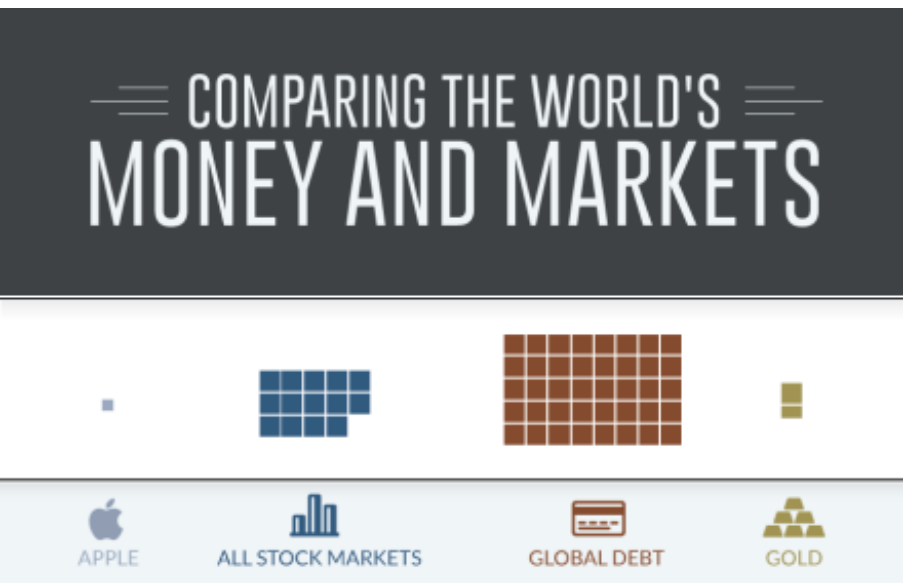 COMPARING THE WORLD'S
MONEY AND MARKETS
APPLE
ALL STOCK MARKETS
GLOBAL DEBT
GOLD